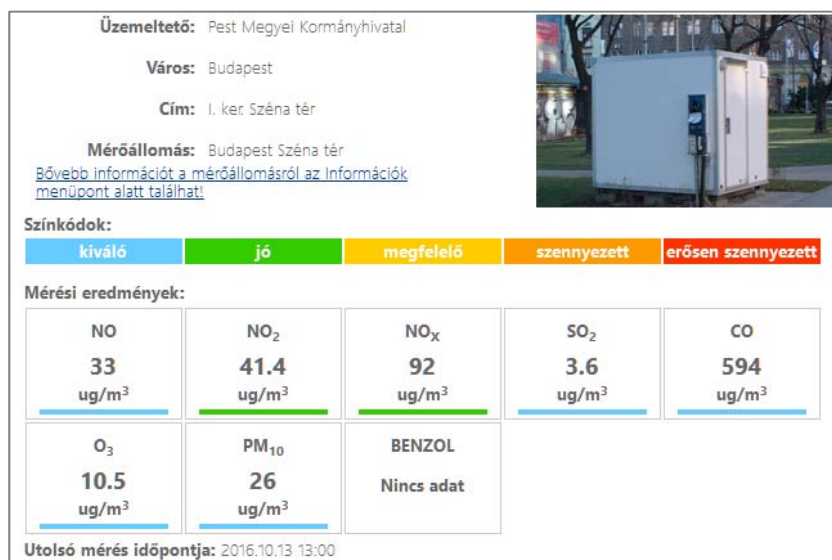 Üzemeltető: Pest Megyei Kormányhivatal
Város: Budapest
Cím: I. ker. Széna tér
Mérőállomás: Budapest Széna tér
Bővebb információt a mérőállomásról az Információk
menüpont alatt találhat!
Színkódok:
kiváló jó megfelelő szennyezett erősen szennyezett
Mérési eredmények:
NO NO₂ NOₓ SO₂ CO
33 41.4 92 3.6 594
ug/m³ ug/m³ ug/m³ ug/m³ ug/m³
O₃ PM₁₀ BENZOL
10.5 26 Nincs adat
ug/m³ ug/m³
Utolsó mérés időpontja: 2016.10.13 13:00